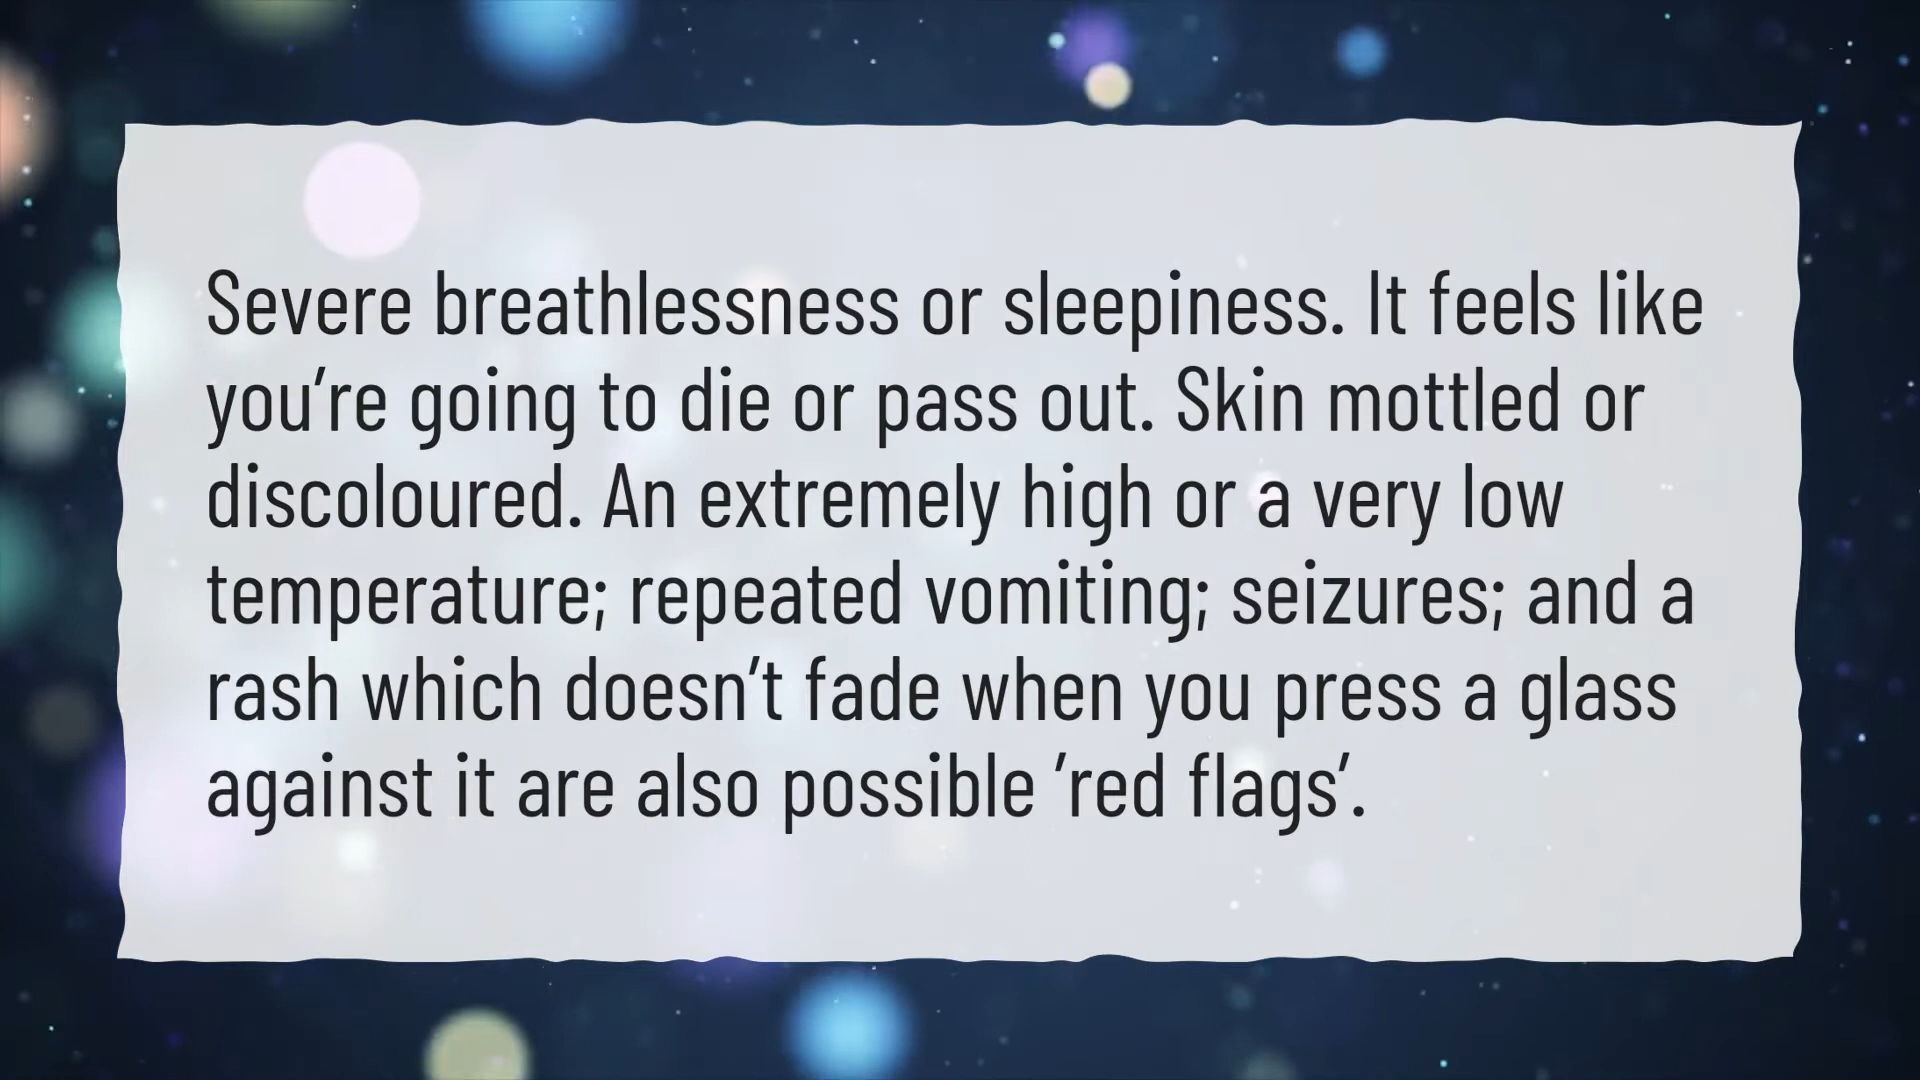 Severe breathlessness or sleepiness. It feels like
you’re going to die or pass out. Skin mottled or
discoloured. An extremely high or a very low
temperature; repeated vomiting; seizures; and a
rash which doesn’t fade when you press a glass
against it are also possible ’red flags’.